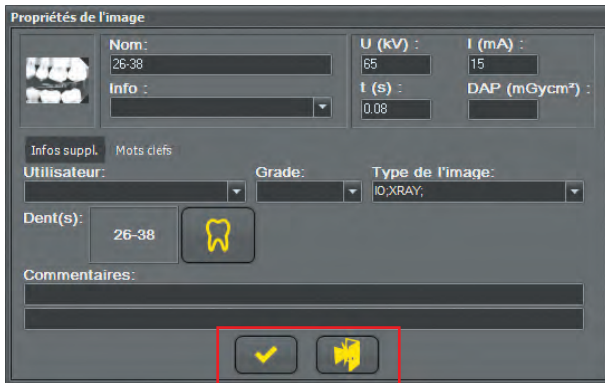 Propriétés de l'image
Nom:
26-38
Info :
U (kV) :
I (mA) :
65
15
t (s) :
DAP (mGycm²) :
0.08
Infos suppl.
Mots clefs
Utilisateur:
Grade:
Type de l'image:
IO;XRAY;
Dent(s):
26-38
Commentaires: